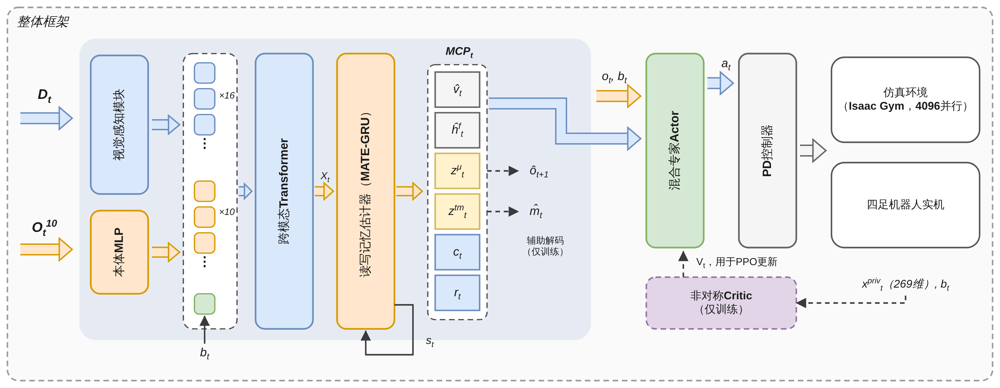 整体框架
D_t
O_t^10
视觉感知模块
本体MLP
×16
⋮
×10
⋮
b_t
跨模态Transformer
X_t
读写记忆估计器（MATE-GRU）
s_t
MCP_t
v̂_t
ĥ^f_t
z^μ_t
z^tm_t
c_t
r_t
ô_t+1
m̂_t
辅助解码
（仅训练）
o_t, b_t
混合专家Actor
a_t
PD控制器
仿真环境
（Isaac Gym，4096并行）
四足机器人实机
V_t，用于PPO更新
非对称Critic
（仅训练）
x^priv_t（269维）, b_t